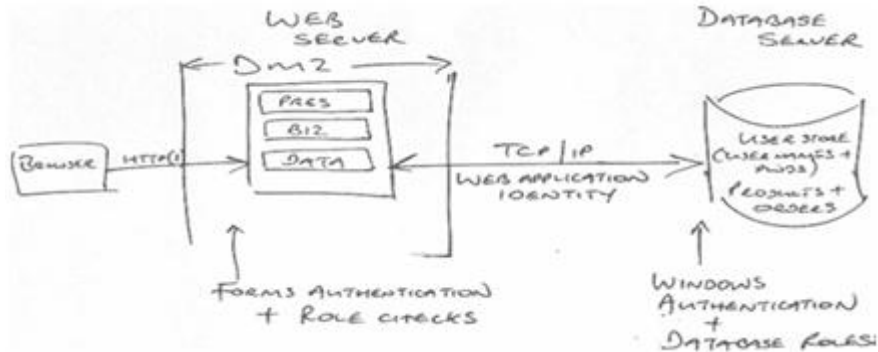 WEB
SERVER
DATABASE
SERVER
DMZ
PRES
BIZ
DATA
BROWSER
HTTP(S)
TCP/IP
WEB APPLICATION
IDENTITY
USER STORE
(USERNAMES +
PWDS)
PRODUCTS +
ORDERS
FORMS AUTHENTICATION
+ ROLE CHECKS
WINDOWS
AUTHENTICATION
+
DATABASE ROLES